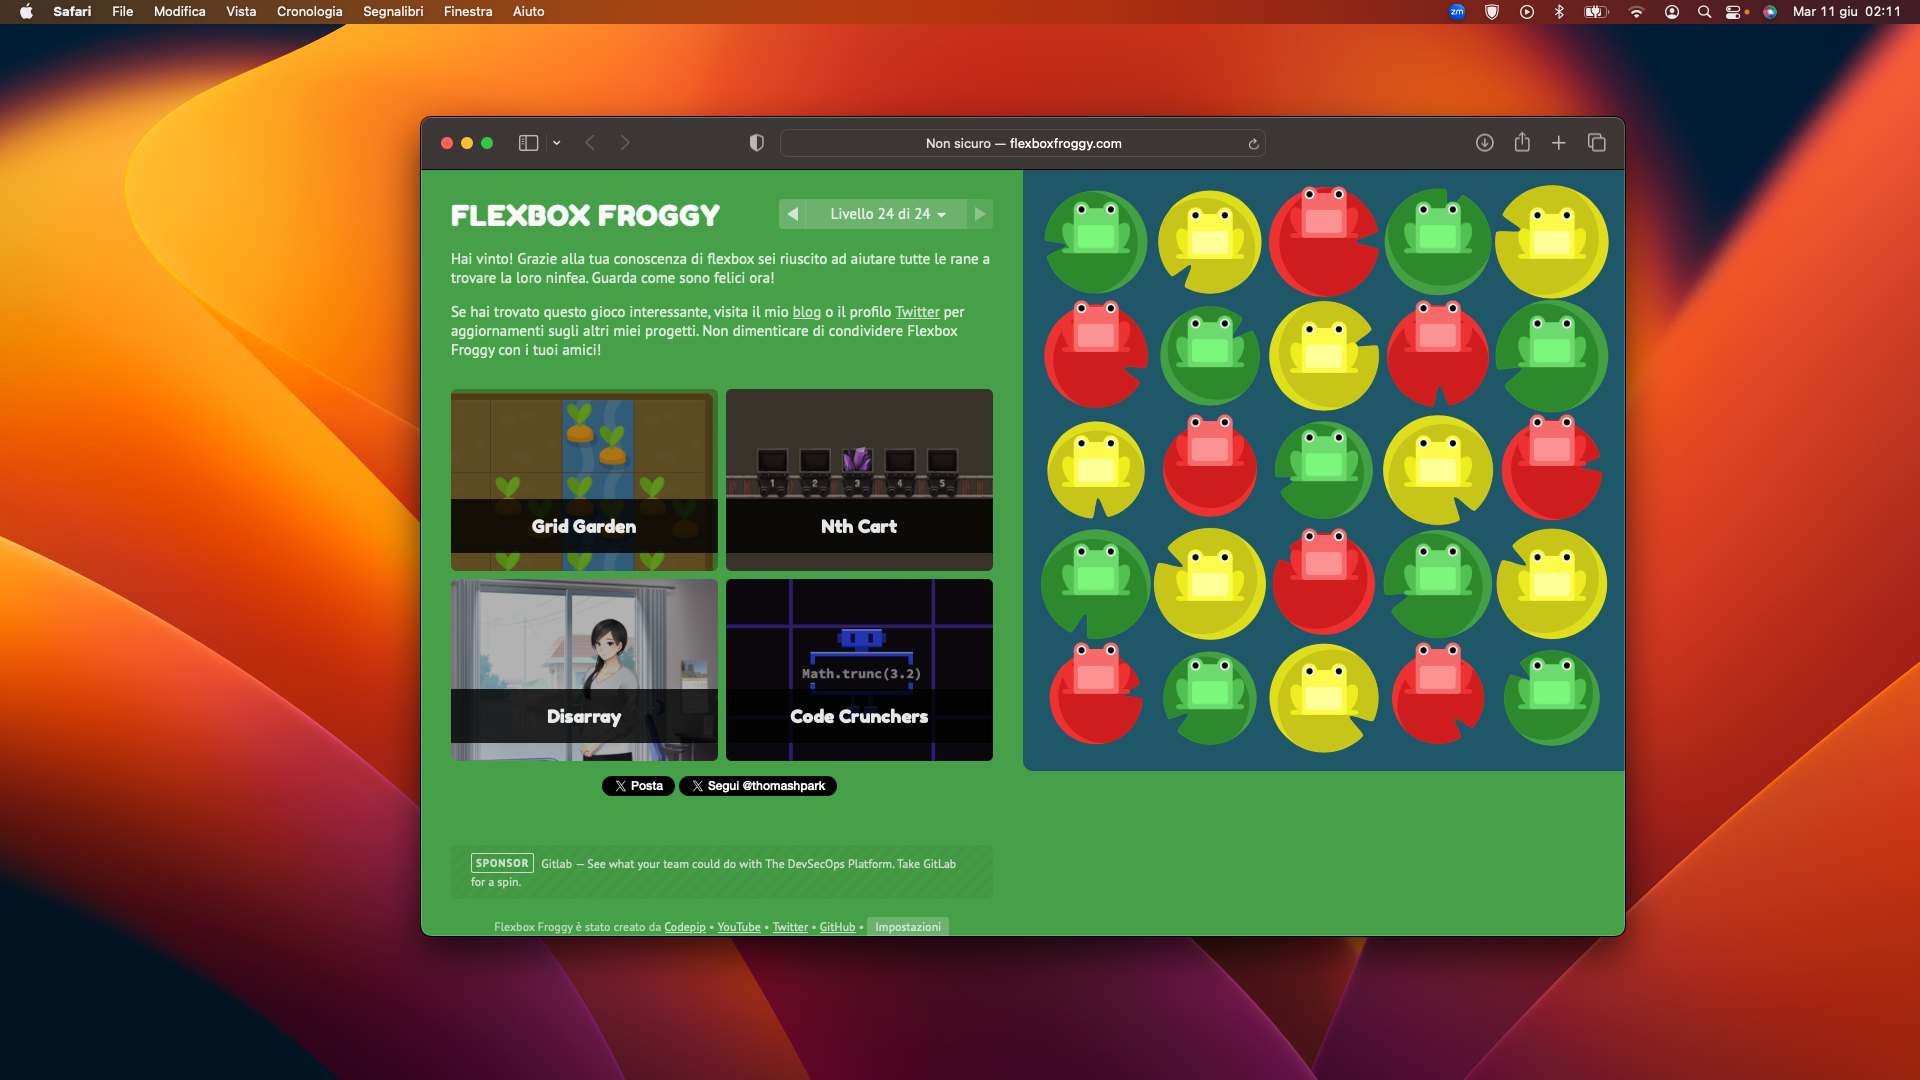 Safari File Modifica Vista Cronologia Segnalibri Finestra Aiuto
zm Mar 11 giu 02:11
Non sicuro — flexboxfroggy.com
FLEXBOX FROGGY
Livello 24 di 24
Hai vinto! Grazie alla tua conoscenza di flexbox sei riuscito ad aiutare tutte le rane a
trovare la loro ninfea. Guarda come sono felici ora!
Se hai trovato questo gioco interessante, visita il mio blog o il profilo Twitter per
aggiornamenti sugli altri miei progetti. Non dimenticare di condividere Flexbox
Froggy con i tuoi amici!
Grid Garden
1 2 3 4 5
Nth Cart
Disarray
Math.trunc(3.2)
Code Crunchers
Posta
Segui @thomashpark
SPONSOR Gitlab — See what your team could do with The DevSecOps Platform. Take GitLab
for a spin.
Flexbox Froggy è stato creato da Codepip • YouTube • Twitter • GitHub • Impostazioni